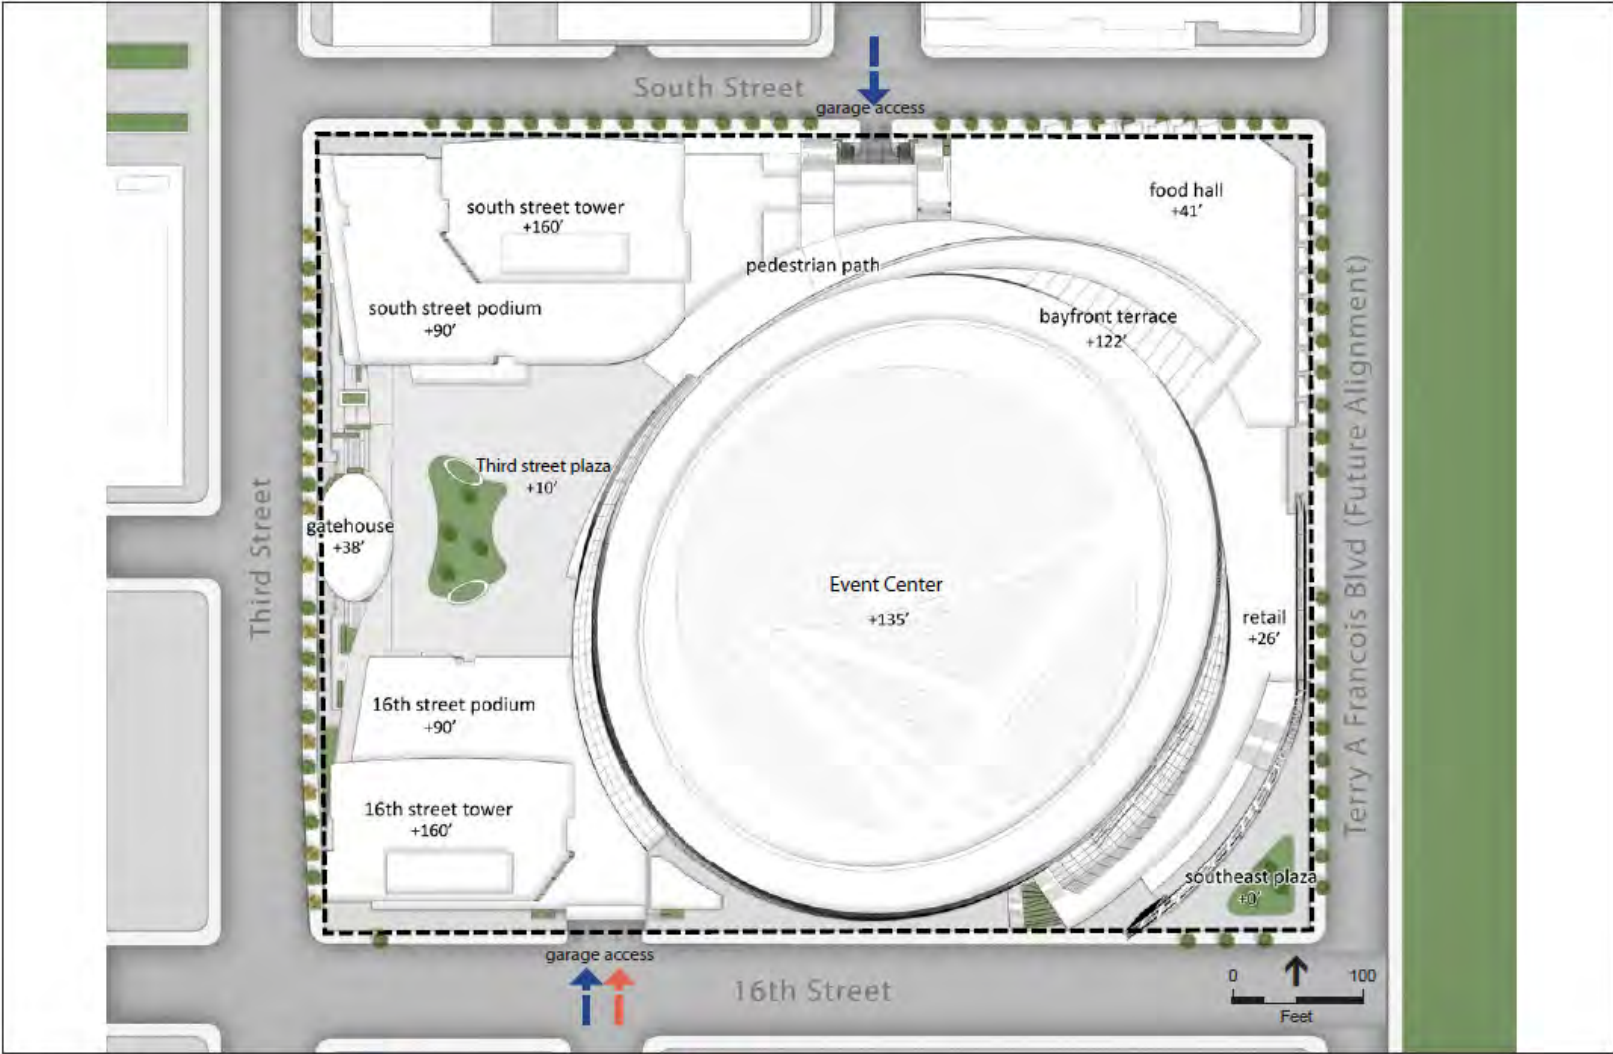 South Street
garage access
food hall
+41'
south street tower
+160'
pedestrian path
south street podium
+90'
bayfront terrace
+122'
Third street plaza
+10'
gatehouse
+38'
Third Street
Event Center
+135'
retail
+26'
Terry A Francois Blvd (Future Alignment)
16th street podium
+90'
16th street tower
+160'
southeast plaza
+0'
garage access
16th Street
0 100
Feet